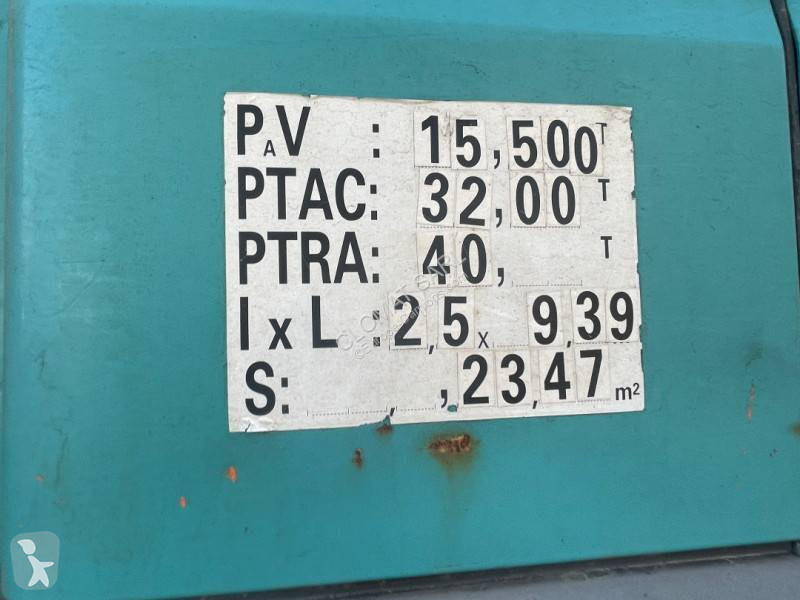 PAV : 15,500 T
PTAC: 32,00 T
PTRA: 40, T
l x L : 2,5 x 9,39
S: , ,23,47 m²